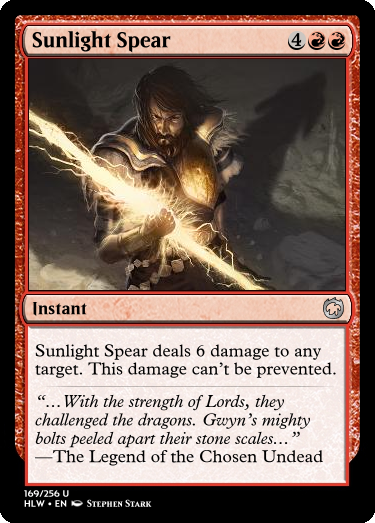 Sunlight Spear 4
Instant
Sunlight Spear deals 6 damage to any
target. This damage can't be prevented.
“… With the strength of Lords, they
challenged the dragons. Gwyn's mighty
bolts peeled apart their stone scales…”
—The Legend of the Chosen Undead
169/256 U
HLW • EN Stephen Stark